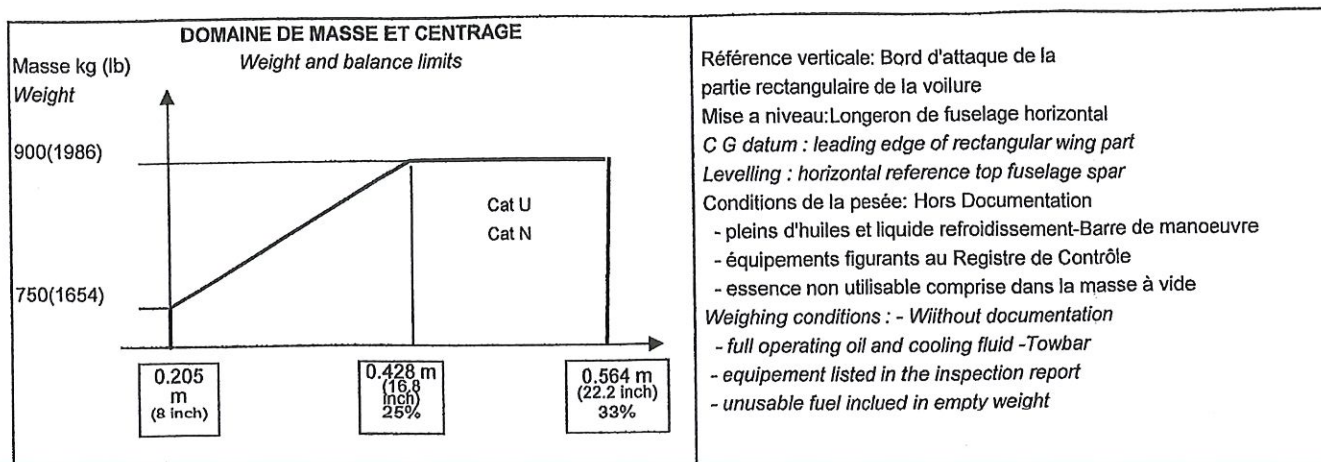 DOMAINE DE MASSE ET CENTRAGE
Weight and balance limits
Masse kg (lb)
Weight
900(1986)
750(1654)
Cat U
Cat N
0.205
m
(8 inch)
0.428 m
(16.8
inch)
25%
0.564 m
(22.2 inch)
33%
Référence verticale: Bord d'attaque de la
partie rectangulaire de la voilure
Mise a niveau:Longeron de fuselage horizontal
C G datum : leading edge of rectangular wing part
Levelling : horizontal reference top fuselage spar
Conditions de la pesée: Hors Documentation
- pleins d'huiles et liquide refroidissement-Barre de manoeuvre
- équipements figurants au Registre de Contrôle
- essence non utilisable comprise dans la masse à vide
Weighing conditions : - Wiithout documentation
- full operating oil and cooling fluid -Towbar
- equipement listed in the inspection report
- unusable fuel inclued in empty weight